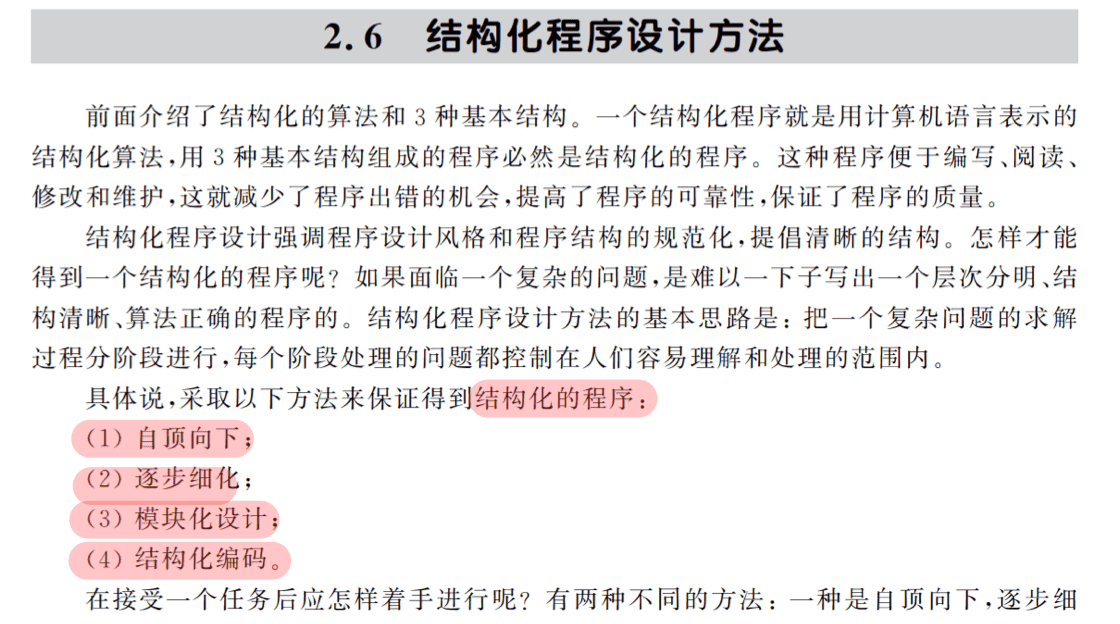 2.6 结构化程序设计方法
前面介绍了结构化的算法和 3 种基本结构。一个结构化程序就是用计算机语言表示的
结构化算法,用 3 种基本结构组成的程序必然是结构化的程序。这种程序便于编写、阅读、
修改和维护,这就减少了程序出错的机会,提高了程序的可靠性,保证了程序的质量。
结构化程序设计强调程序设计风格和程序结构的规范化,提倡清晰的结构。怎样才能
得到一个结构化的程序呢? 如果面临一个复杂的问题,是难以一下子写出一个层次分明、结
构清晰、算法正确的程序的。结构化程序设计方法的基本思路是: 把一个复杂问题的求解
过程分阶段进行,每个阶段处理的问题都控制在人们容易理解和处理的范围内。
具体说,采取以下方法来保证得到结构化的程序:
(1) 自顶向下;
(2) 逐步细化;
(3) 模块化设计;
(4) 结构化编码。
在接受一个任务后应怎样着手进行呢? 有两种不同的方法: 一种是自顶向下,逐步细